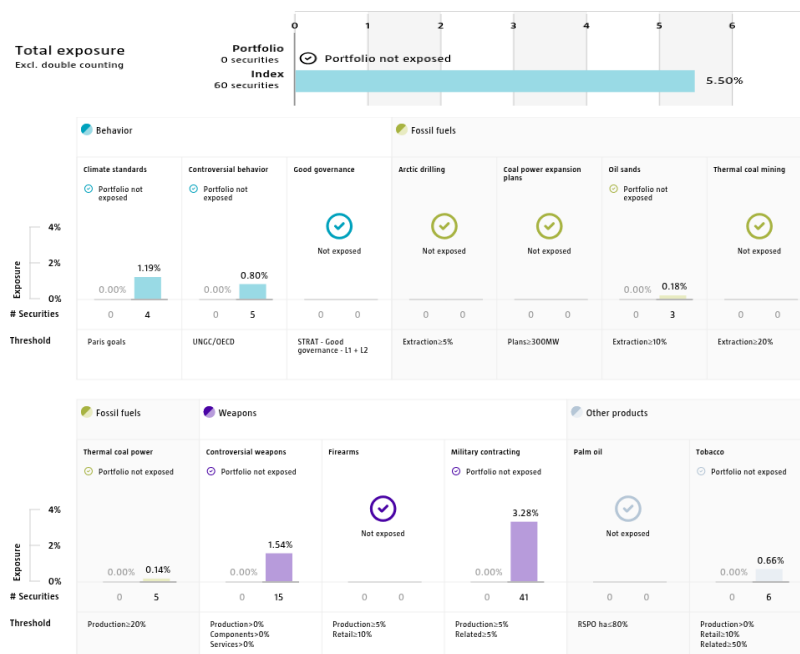 0 1 2 3 4 5 6
Total exposure
Excl. double counting
Portfolio
0 securities
Portfolio not exposed
Index
60 securities
5.50%
Behavior
Fossil fuels
Climate standards
Controversial behavior
Good governance
Arctic drilling
Coal power expansion
plans
Oil sands
Thermal coal mining
Portfolio not
exposed
Portfolio not
exposed
Not exposed
Not exposed
Not exposed
Portfolio not
exposed
Not exposed
Exposure
4%
2%
0%
0.00% 1.19%
0.00% 0.80%
0.00% 0.18%
# Securities 0 4 0 5 0 0 0 0 0 0 0 3 0 0
Threshold
Paris goals
UNGC/OECD
STRAT - Good
governance - L1 + L2
Extraction≥5%
Plans≥300MW
Extraction≥10%
Extraction≥20%
Fossil fuels
Weapons
Other products
Thermal coal power
Controversial weapons
Firearms
Military contracting
Palm oil
Tobacco
Portfolio not exposed
Portfolio not exposed
Not exposed
Portfolio not exposed
Not exposed
Portfolio not exposed
Exposure
4%
2%
0%
0.00% 0.14%
0.00% 1.54%
0.00% 3.28%
0.00% 0.66%
# Securities 0 5 0 15 0 0 0 41 0 0 0 6
Threshold
Production≥20%
Production>0%
Components>0%
Services>0%
Production≥5%
Retail≥10%
Production≥5%
Related≥5%
RSPO ha≤80%
Production>0%
Retail≥10%
Related≥50%